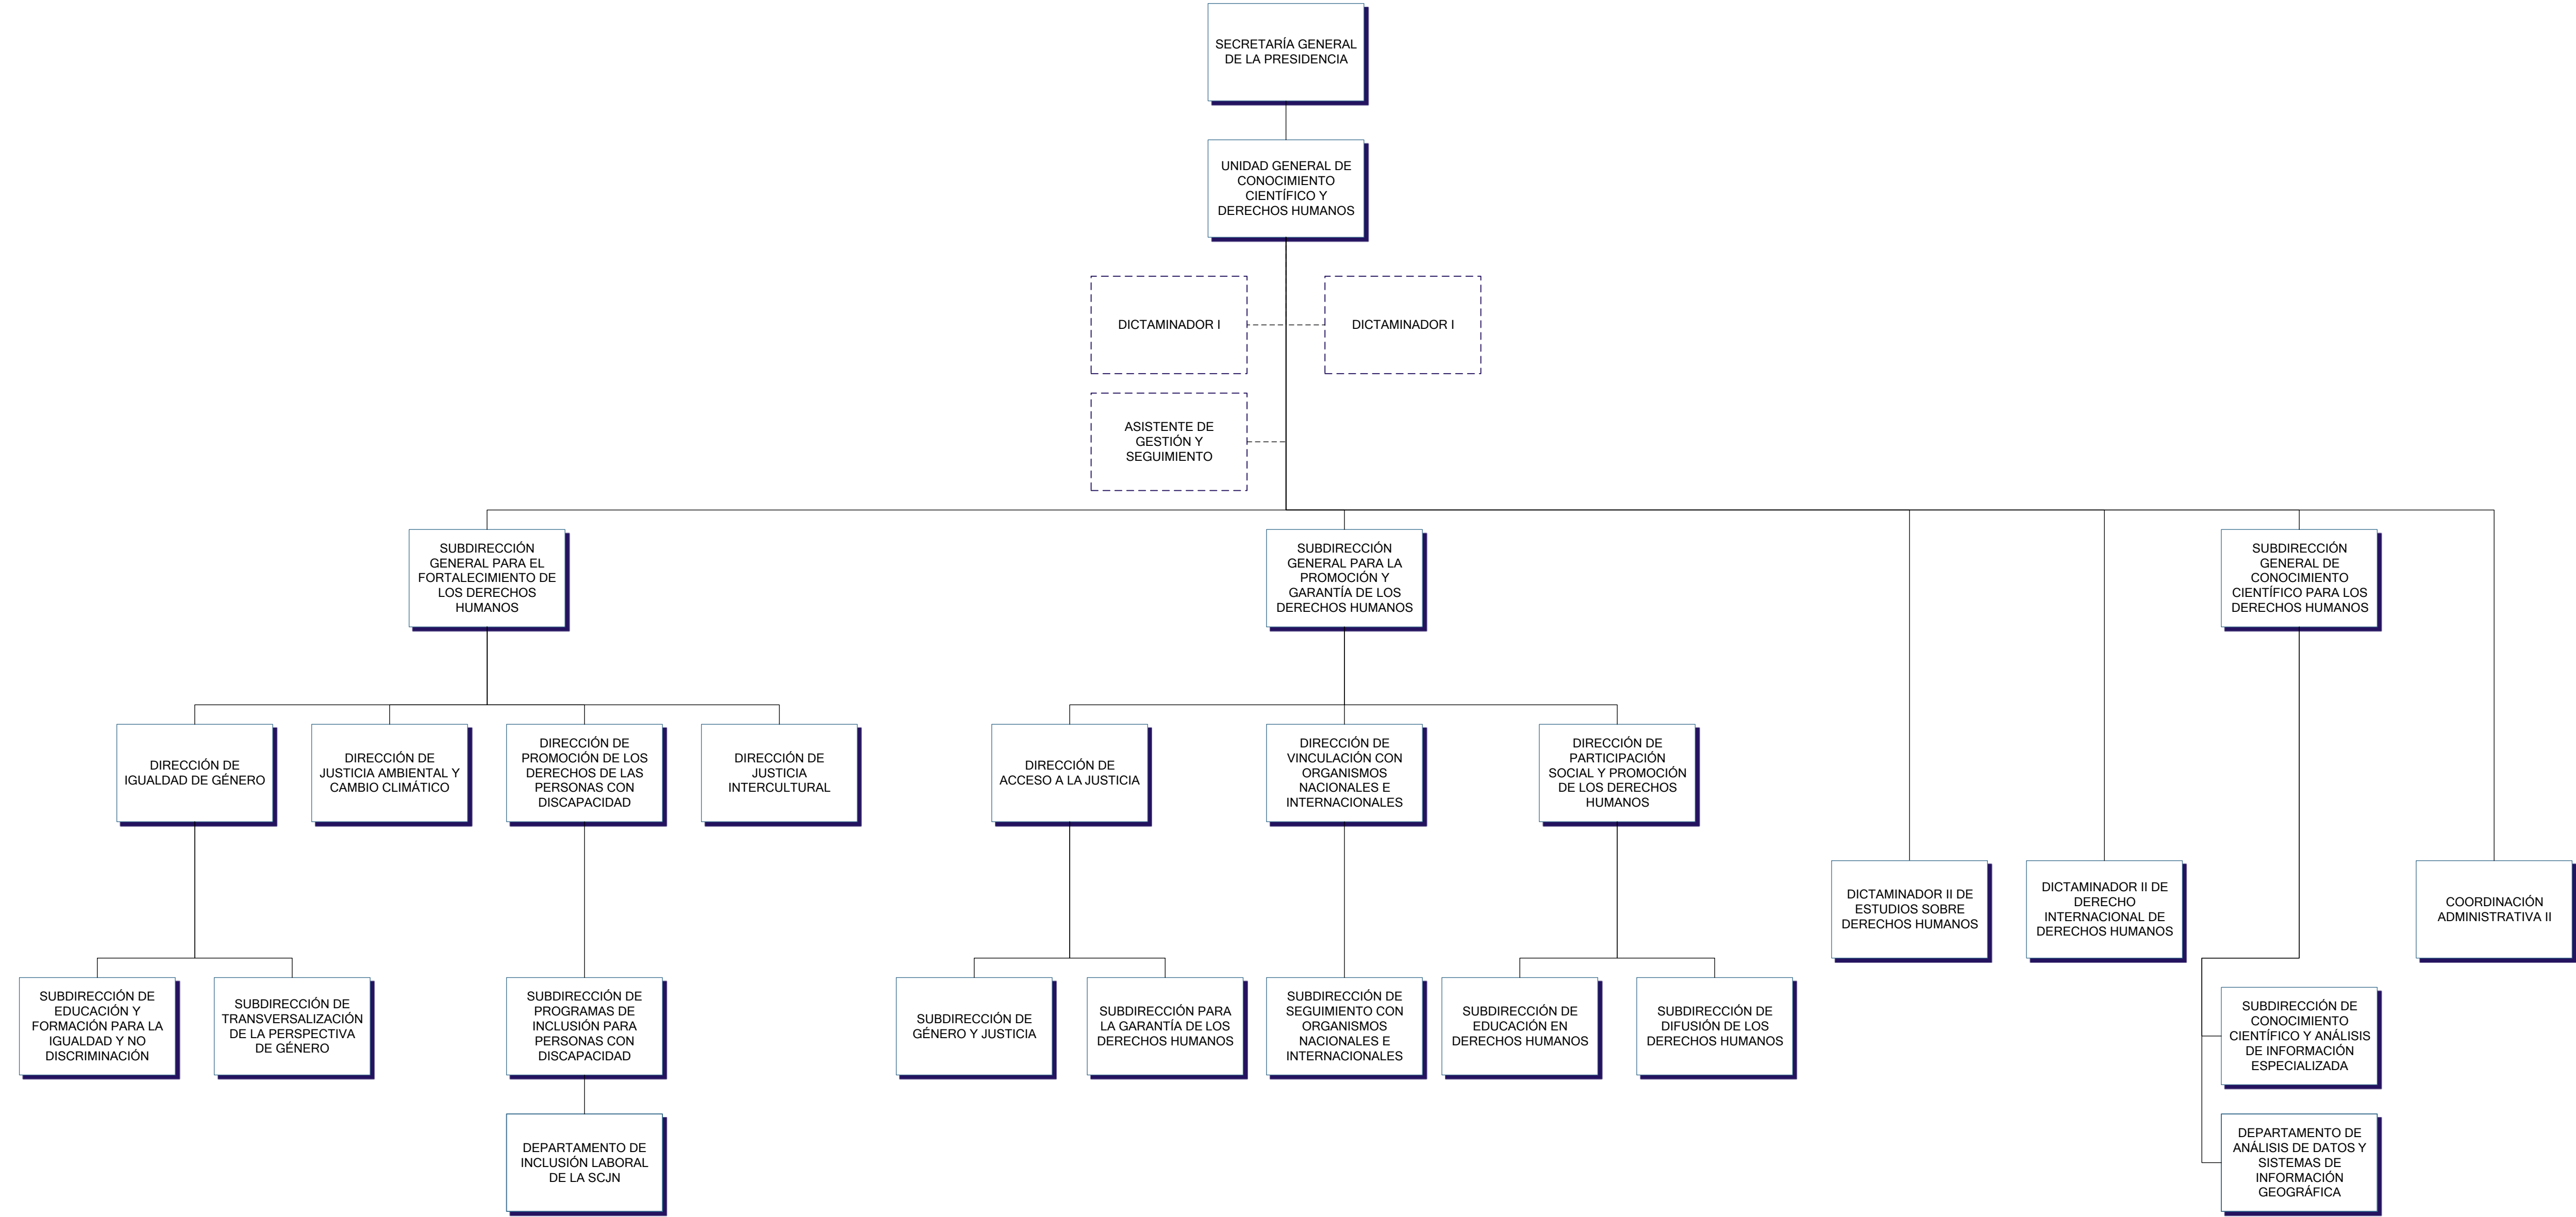 SECRETARÍA GENERAL
DE LA PRESIDENCIA
UNIDAD GENERAL DE
CONOCIMIENTO
CIENTÍFICO Y
DERECHOS HUMANOS
DICTAMINADOR I
DICTAMINADOR I
ASISTENTE DE
GESTIÓN Y
SEGUIMIENTO
SUBDIRECCIÓN
GENERAL PARA EL
FORTALECIMIENTO DE
LOS DERECHOS
HUMANOS
SUBDIRECCIÓN
GENERAL PARA LA
PROMOCIÓN Y
GARANTÍA DE LOS
DERECHOS HUMANOS
SUBDIRECCIÓN
GENERAL DE
CONOCIMIENTO
CIENTÍFICO PARA LOS
DERECHOS HUMANOS
DIRECCIÓN DE
IGUALDAD DE GÉNERO
DIRECCIÓN DE
JUSTICIA AMBIENTAL Y
CAMBIO CLIMÁTICO
DIRECCIÓN DE
PROMOCIÓN DE LOS
DERECHOS DE LAS
PERSONAS CON
DISCAPACIDAD
DIRECCIÓN DE
JUSTICIA
INTERCULTURAL
DIRECCIÓN DE
ACCESO A LA JUSTICIA
DIRECCIÓN DE
VINCULACIÓN CON
ORGANISMOS
NACIONALES E
INTERNACIONALES
DIRECCIÓN DE
PARTICIPACIÓN
SOCIAL Y PROMOCIÓN
DE LOS DERECHOS
HUMANOS
DICTAMINADOR II DE
ESTUDIOS SOBRE
DERECHOS HUMANOS
DICTAMINADOR II DE
DERECHO
INTERNACIONAL DE
DERECHOS HUMANOS
COORDINACIÓN
ADMINISTRATIVA II
SUBDIRECCIÓN DE
EDUCACIÓN Y
FORMACIÓN PARA LA
IGUALDAD Y NO
DISCRIMINACIÓN
SUBDIRECCIÓN DE
TRANSVERSALIZACIÓN
DE LA PERSPECTIVA
DE GÉNERO
SUBDIRECCIÓN DE
PROGRAMAS DE
INCLUSIÓN PARA
PERSONAS CON
DISCAPACIDAD
SUBDIRECCIÓN DE
GÉNERO Y JUSTICIA
SUBDIRECCIÓN PARA
LA GARANTÍA DE LOS
DERECHOS HUMANOS
SUBDIRECCIÓN DE
SEGUIMIENTO CON
ORGANISMOS
NACIONALES E
INTERNACIONALES
SUBDIRECCIÓN DE
EDUCACIÓN EN
DERECHOS HUMANOS
SUBDIRECCIÓN DE
DIFUSIÓN DE LOS
DERECHOS HUMANOS
SUBDIRECCIÓN DE
CONOCIMIENTO
CIENTÍFICO Y ANÁLISIS
DE INFORMACIÓN
ESPECIALIZADA
DEPARTAMENTO DE
INCLUSIÓN LABORAL
DE LA SCJN
DEPARTAMENTO DE
ANÁLISIS DE DATOS Y
SISTEMAS DE
INFORMACIÓN
GEOGRÁFICA